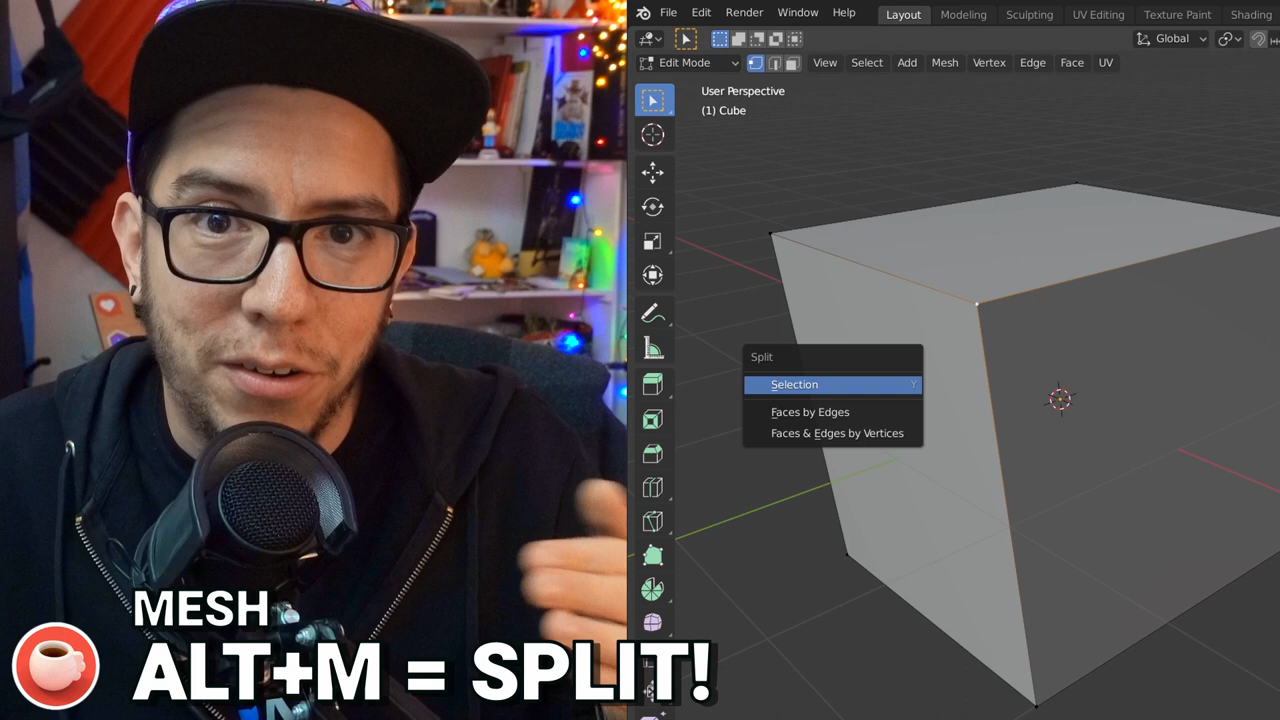 File Edit Render Window Help Layout Modeling Sculpting UV Editing Texture Paint Shading
Global
Edit Mode View Select Add Mesh Vertex Edge Face UV
User Perspective
(1) Cube
Split
Selection Y
Faces by Edges
Faces & Edges by Vertices
MESH
ALT+M = SPLIT!